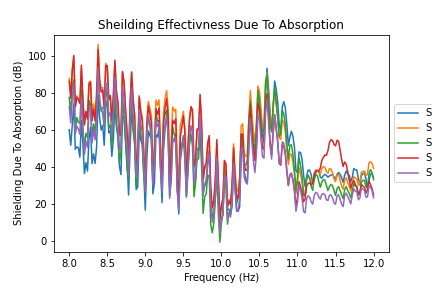 Sheilding Effectivness Due To Absorption
Sheilding Due To Absorption (dB)
100
80
60
40
20
0
8.0 8.5 9.0 9.5 10.0 10.5 11.0 11.5 12.0
Frequency (Hz)
S
S
S
S
S